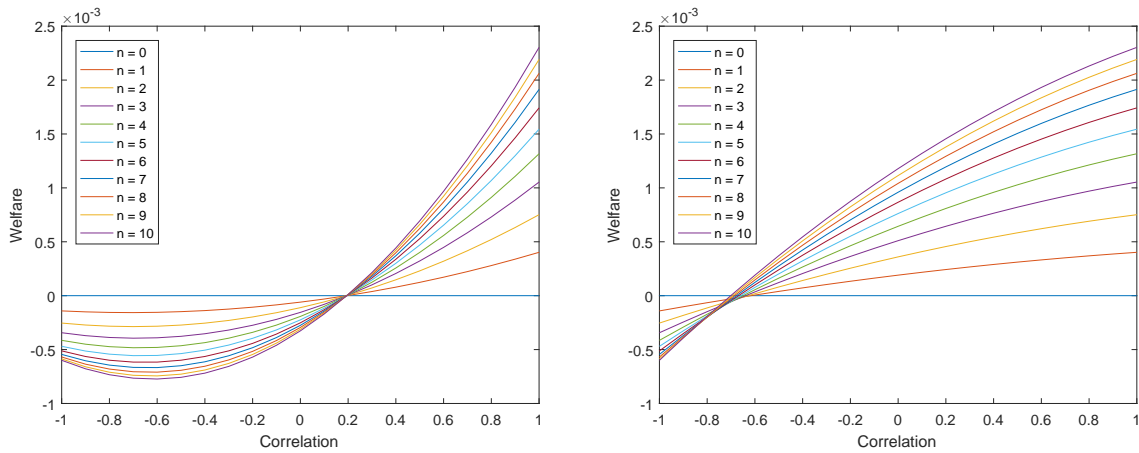 ×10⁻³
2.5
2
1.5
1
0.5
0
-0.5
-1
Welfare
n = 0
n = 1
n = 2
n = 3
n = 4
n = 5
n = 6
n = 7
n = 8
n = 9
n = 10
-1 -0.8 -0.6 -0.4 -0.2 0 0.2 0.4 0.6 0.8 1
Correlation
×10⁻³
2.5
2
1.5
1
0.5
0
-0.5
-1
Welfare
n = 0
n = 1
n = 2
n = 3
n = 4
n = 5
n = 6
n = 7
n = 8
n = 9
n = 10
-1 -0.8 -0.6 -0.4 -0.2 0 0.2 0.4 0.6 0.8 1
Correlation